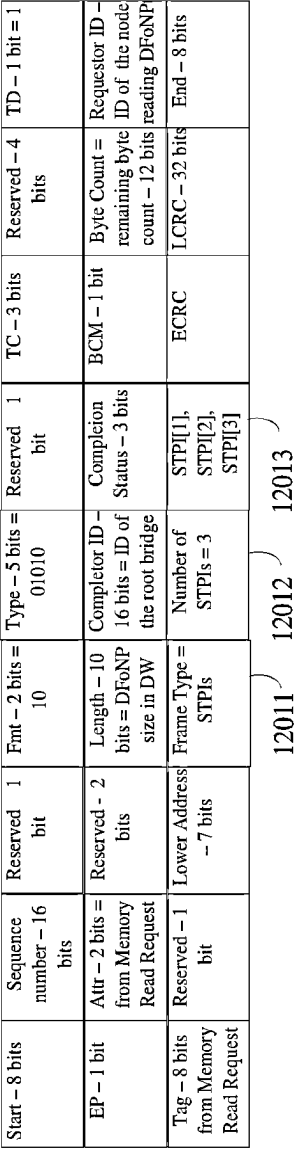 Start – 8 bits
Sequence
number – 16
bits
Reserved 1
bit
Fmt – 2 bits =
10
Type – 5 bits =
01010
Reserved 1
bit
TC – 3 bits
Reserved – 4
bits
TD – 1 bit = 1
EP – 1 bit
Attr – 2 bits =
from Memory
Read Request
Reserved - 2
bits
Length – 10
bits = DFoNP
size in DW
Completor ID –
16 bits = ID of
the root bridge
Compleion
Status – 3 bits
BCM – 1 bit
Byte Count =
remaining byte
count – 12 bits
Requestor ID –
ID of the node
reading DFoNP
Tag – 8 bits
from Memory
Read Request
Reserved – 1
bit
Lower Address
– 7 bits
Frame Type =
STPIs
Number of
STPIs = 3
STPI[1],
STPI[2],
STPI[3]
ECRC
LCRC – 32 bits
End – 8 bits
12011
12012
12013